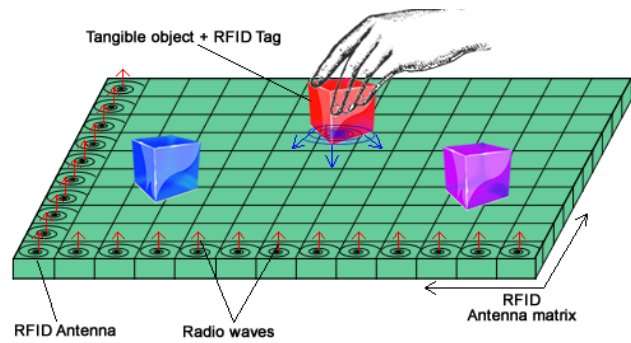 Tangible object + RFID Tag
RFID Antenna
Radio waves
RFID
Antenna matrix